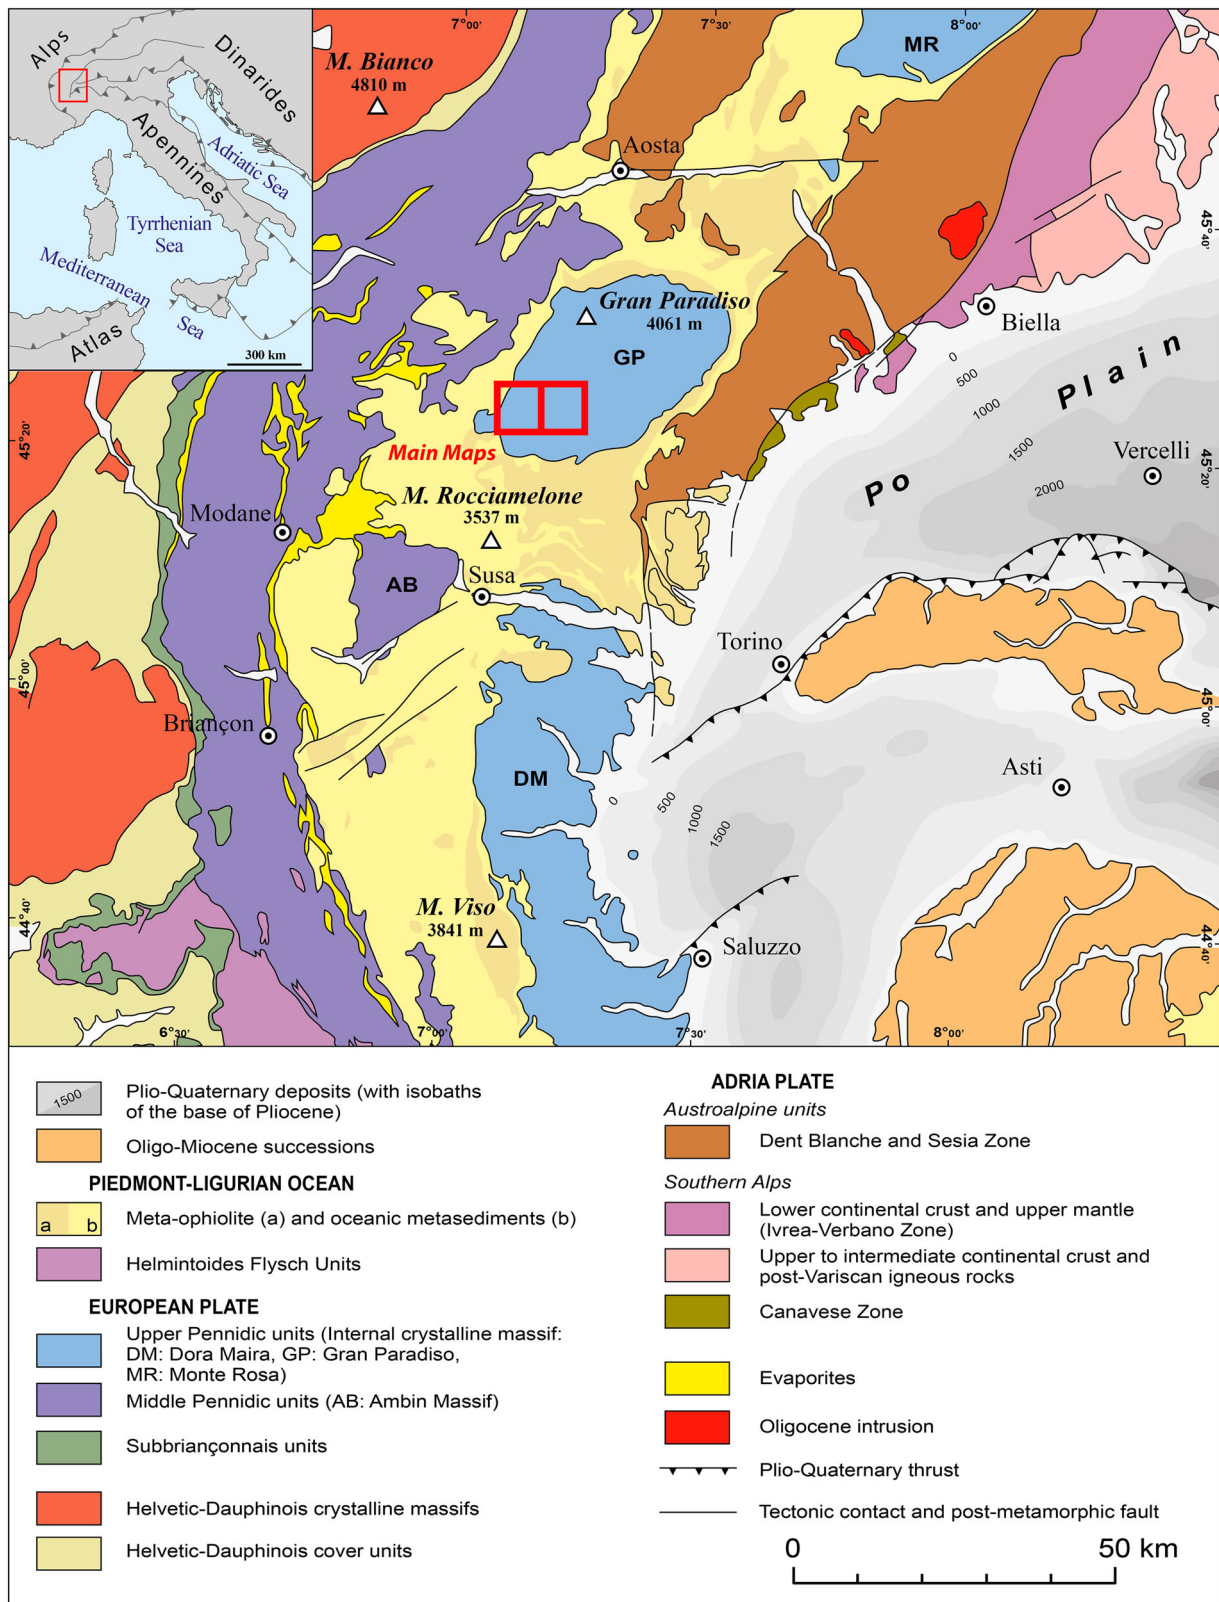 7°00'
7°30'
8°00'
Alps
Dinarides
Apennines
Adriatic Sea
Tyrrhenian
Sea
Mediterranean
Sea
Atlas
300 km
M. Bianco
4810 m
MR
Aosta
45°40'
Gran Paradiso
4061 m
GP
Biella
0
500
1000
1500
2000
Po Plain
Vercelli
45°20'
45°20'
Main Maps
M. Rocciamelone
3537 m
Modane
AB
Susa
Torino
45°00'
45°00'
Briançon
DM
Asti
0
500
1000
1500
M. Viso
3841 m
Saluzzo
44°40'
44°40'
6°30'
7°00'
7°30'
8°00'
1500
Plio-Quaternary deposits (with isobaths
of the base of Pliocene)
Oligo-Miocene successions
PIEDMONT-LIGURIAN OCEAN
a b
Meta-ophiolite (a) and oceanic metasediments (b)
Helmintoides Flysch Units
EUROPEAN PLATE
Upper Pennidic units (Internal crystalline massif:
DM: Dora Maira, GP: Gran Paradiso,
MR: Monte Rosa)
Middle Pennidic units (AB: Ambin Massif)
Subbriançonnais units
Helvetic-Dauphinois crystalline massifs
Helvetic-Dauphinois cover units
ADRIA PLATE
Austroalpine units
Dent Blanche and Sesia Zone
Southern Alps
Lower continental crust and upper mantle
(Ivrea-Verbano Zone)
Upper to intermediate continental crust and
post-Variscan igneous rocks
Canavese Zone
Evaporites
Oligocene intrusion
Plio-Quaternary thrust
Tectonic contact and post-metamorphic fault
0
50 km